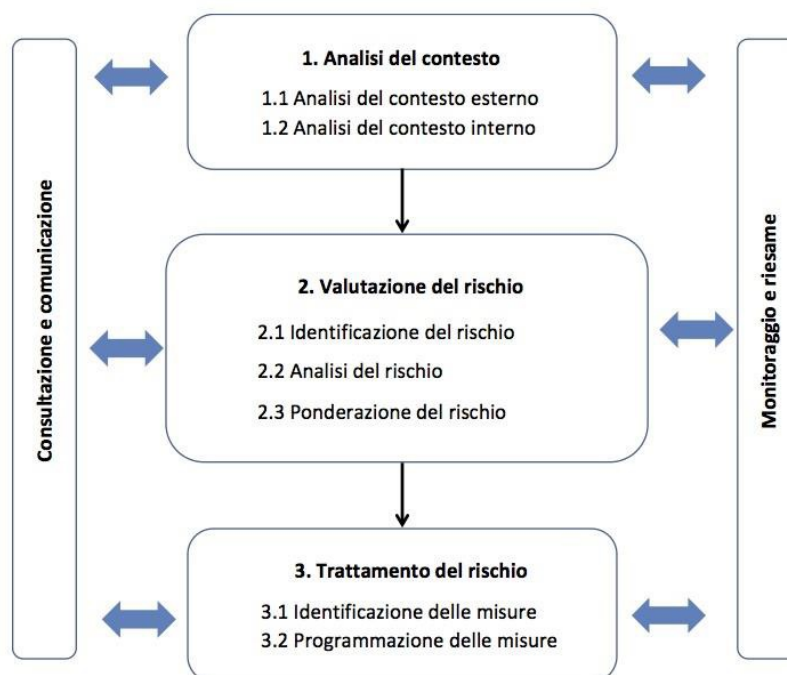 Consultazione e comunicazione
1. Analisi del contesto
1.1 Analisi del contesto esterno
1.2 Analisi del contesto interno
2. Valutazione del rischio
2.1 Identificazione del rischio
2.2 Analisi del rischio
2.3 Ponderazione del rischio
3. Trattamento del rischio
3.1 Identificazione delle misure
3.2 Programmazione delle misure
Monitoraggio e riesame